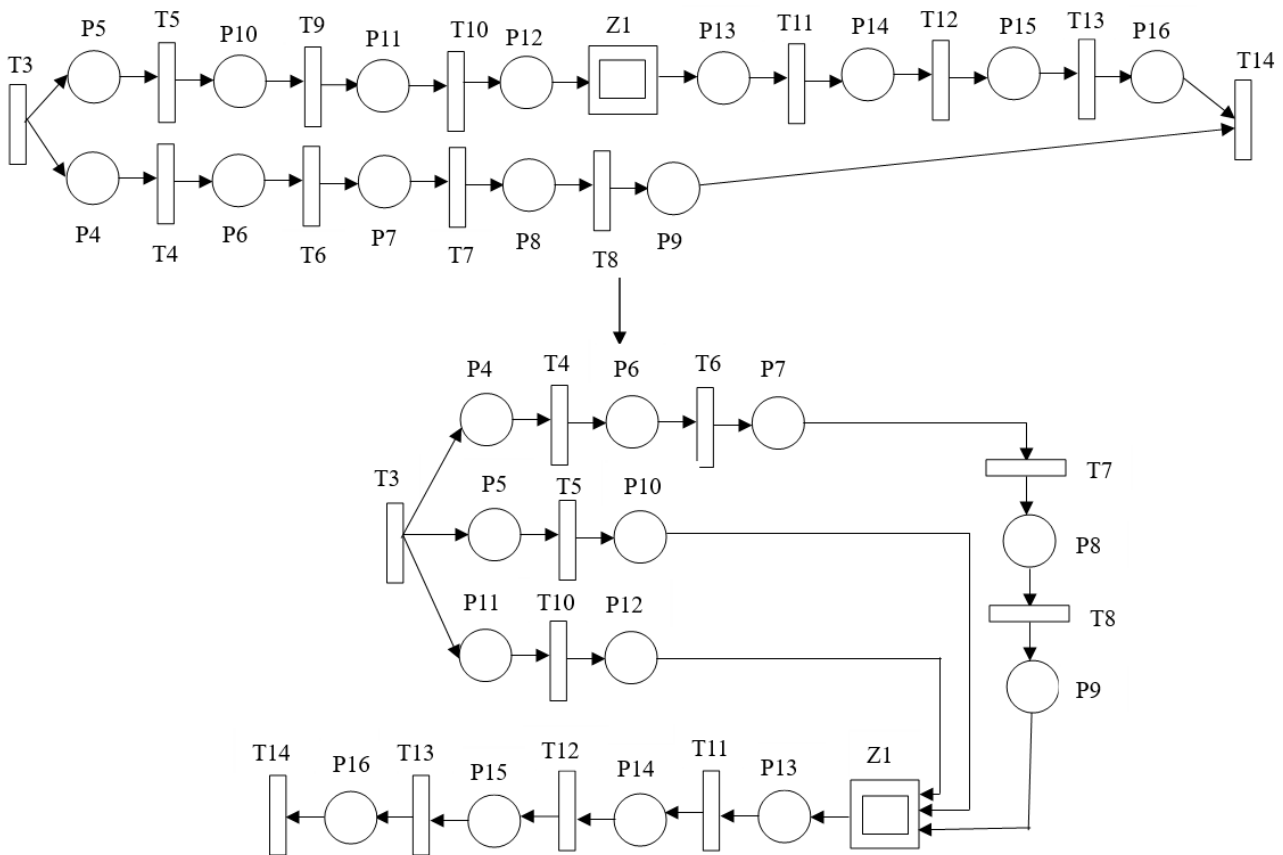 P5 T5 P10 T9 P11 T10 P12 Z1 P13 T11 P14 T12 P15 T13 P16
T3 T14
P4 T4 P6 T6 P7 T7 P8 T8 P9
P4 T4 P6 T6 P7
T7
T3 P5 T5 P10
P8
P11 T10 P12
T8
P9
T14 P16 T13 P15 T12 P14 T11 P13 Z1